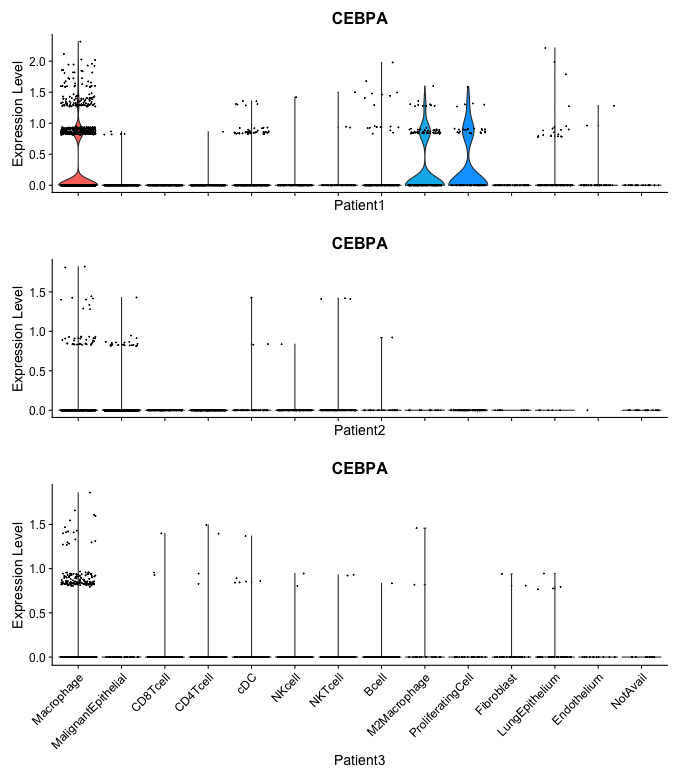 CEBPA
Expression Level
2.0
1.5
1.0
0.5
0.0
Patient1
CEBPA
Expression Level
1.5
1.0
0.5
0.0
Patient2
CEBPA
Expression Level
1.5
1.0
0.5
0.0
Macrophage
MalignantEpithelial
CD8Tcell
CD4Tcell
cDC
NKcell
NKTcell
Bcell
M2Macrophage
ProliferatingCell
Fibroblast
LungEpithelium
Endothelium
NotAvail
Patient3